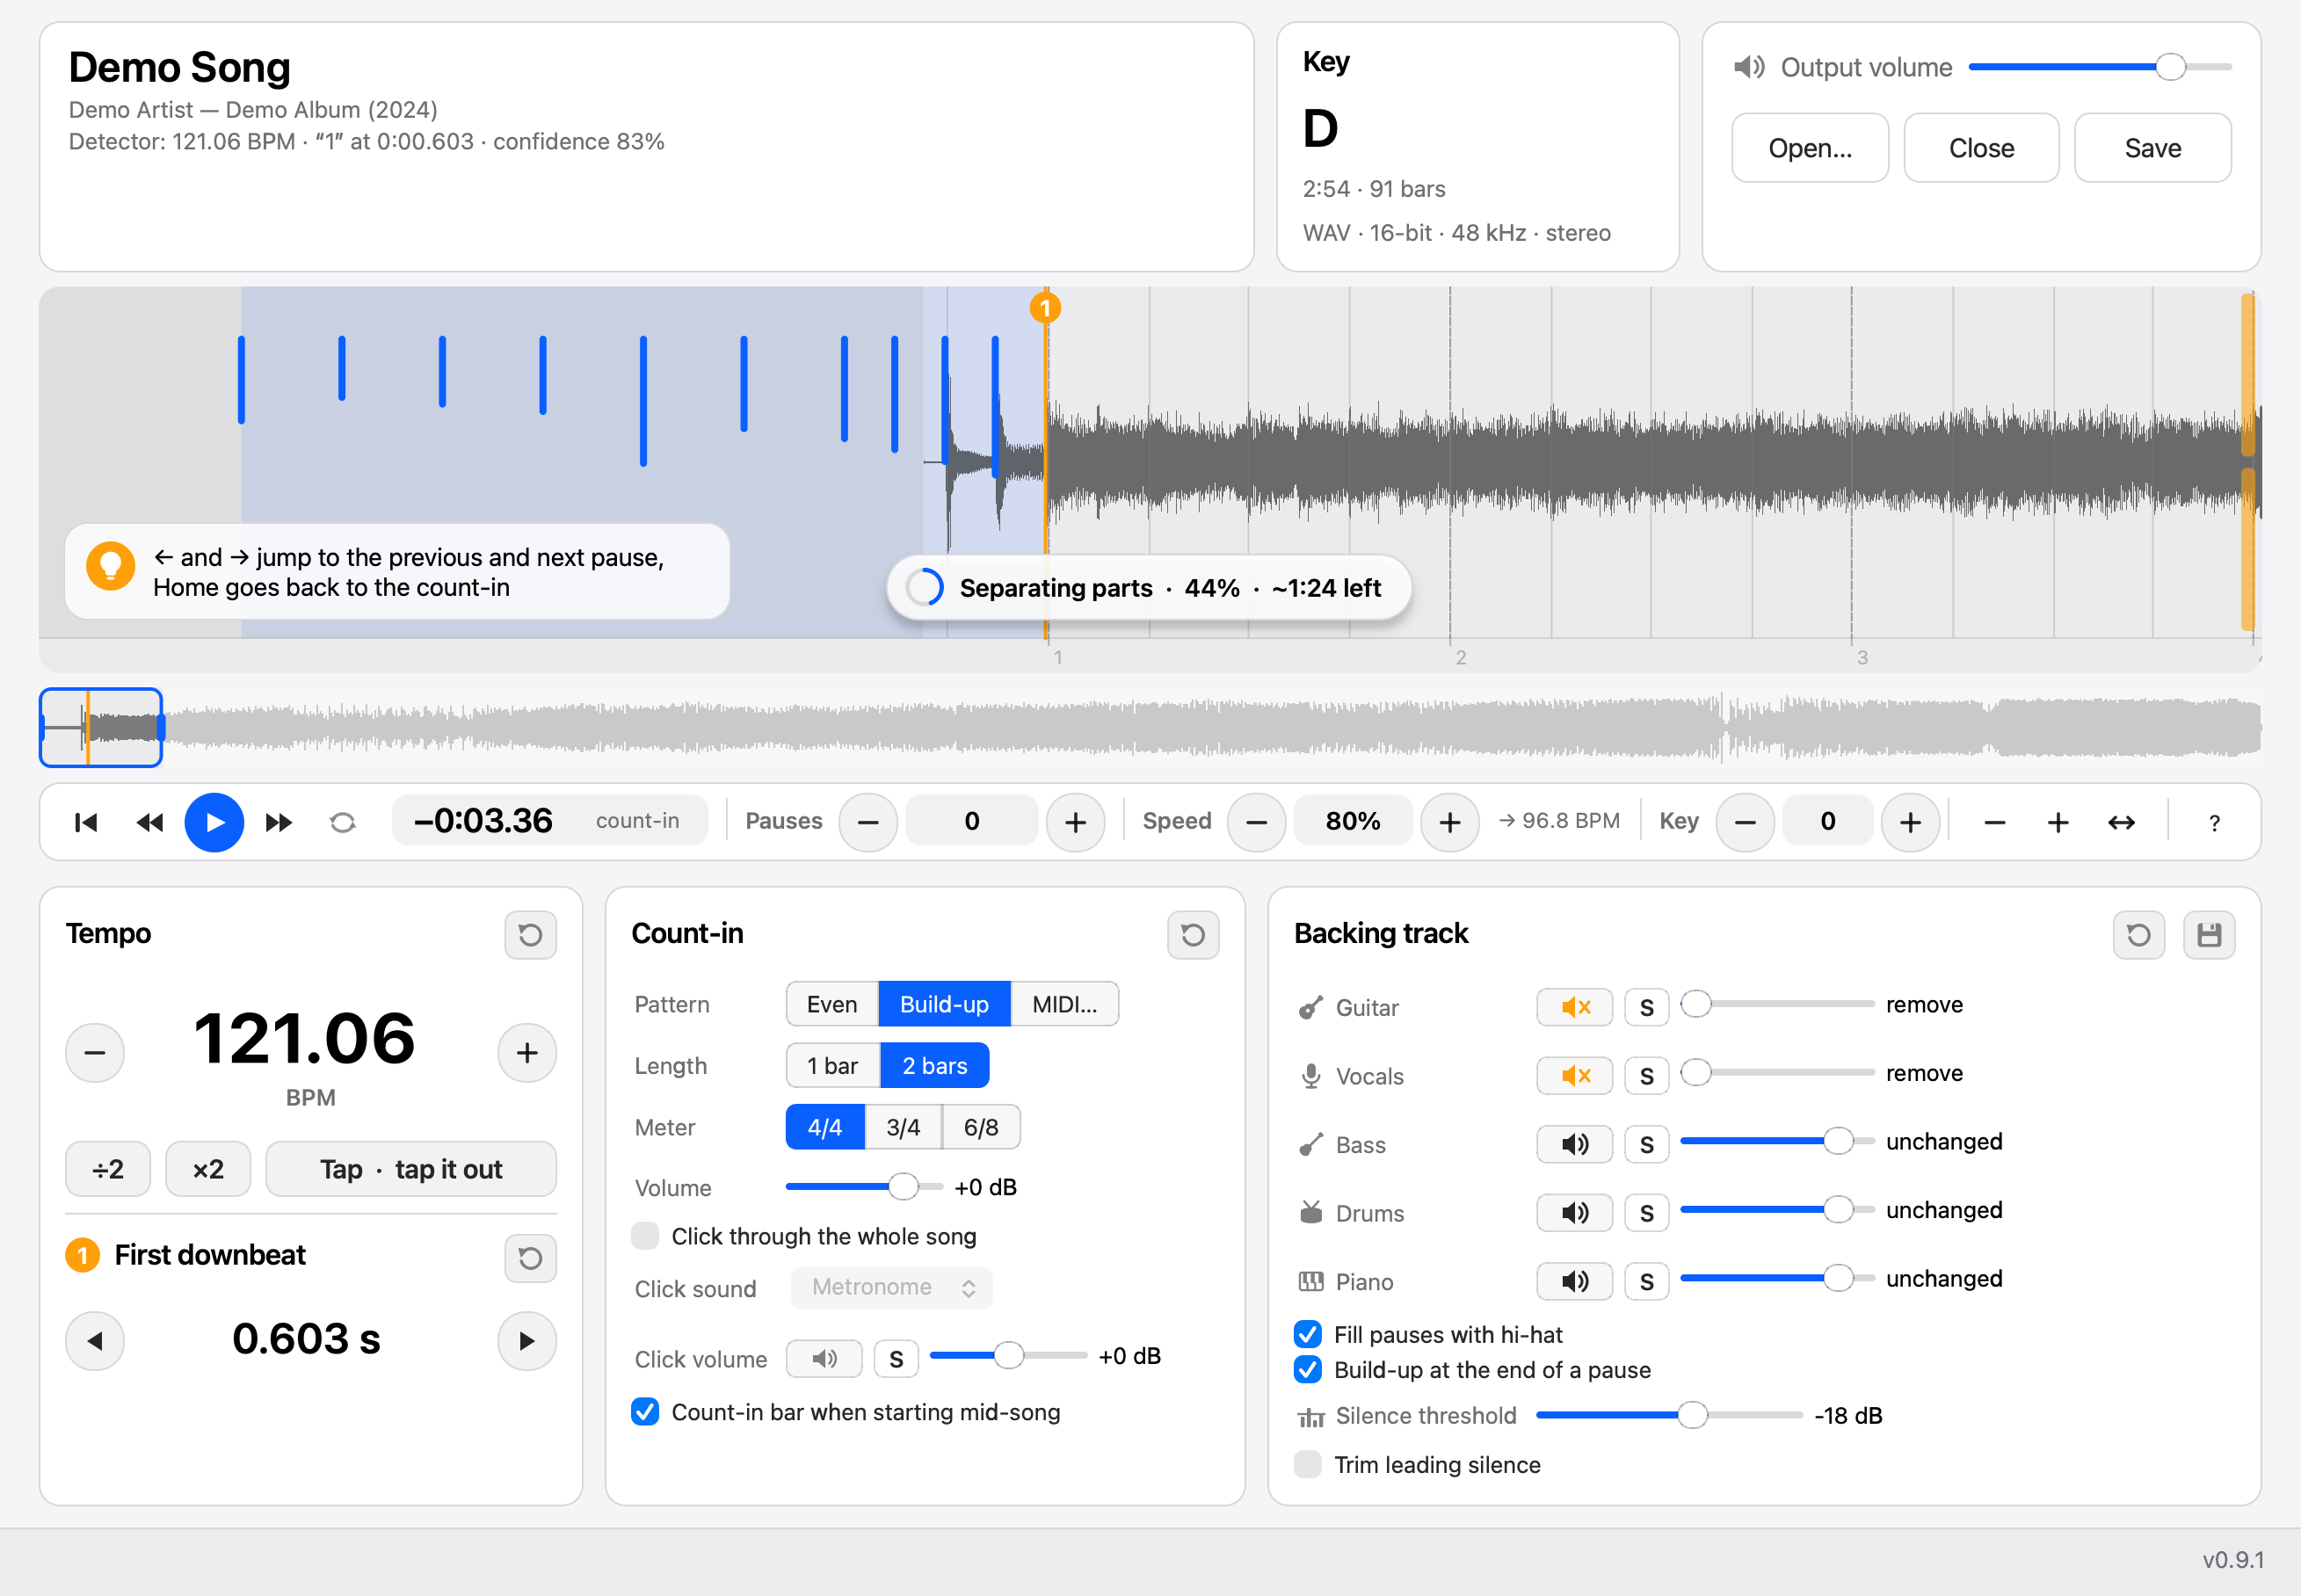 Demo Song
Demo Artist — Demo Album (2024)
Detector: 121.06 BPM · “1” at 0:00.603 · confidence 83%
Key
D
2:54 · 91 bars
WAV · 16-bit · 48 kHz · stereo
Output volume
Open...
Close
Save
1
← and → jump to the previous and next pause,
Home goes back to the count-in
Separating parts · 44% · ~1:24 left
1
2
3
−0:03.36 count-in
Pauses − 0 +
Speed − 80% + → 96.8 BPM
Key − 0 +
− + ↔ ?
Tempo
− 121.06 +
BPM
÷2
×2
Tap · tap it out
1 First downbeat
0.603 s
Count-in
Pattern Even Build-up MIDI...
Length 1 bar 2 bars
Meter 4/4 3/4 6/8
Volume +0 dB
Click through the whole song
Click sound Metronome
Click volume S +0 dB
Count-in bar when starting mid-song
Backing track
Guitar S remove
Vocals S remove
Bass S unchanged
Drums S unchanged
Piano S unchanged
Fill pauses with hi-hat
Build-up at the end of a pause
Silence threshold -18 dB
Trim leading silence
v0.9.1